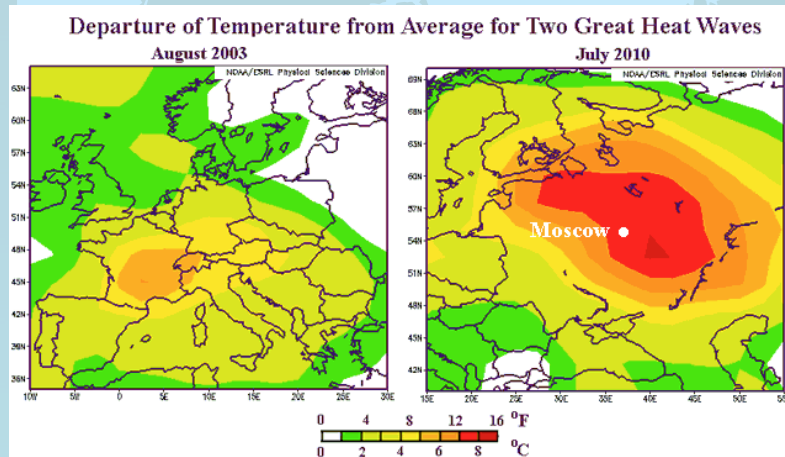 Departure of Temperature from Average for Two Great Heat Waves
August 2003
July 2010
NOAA/ESRL Physical Sciences Division
63N
60N
57N
54N
51N
48N
45N
42N
39N
36N
10W 0 5E 10E 15E 20E 25E 30E
NOAA/ESRL Physical Sciences Division
69N
66N
63N
60N
57N
54N
51N
48N
45N
42N
Moscow
15E 20E 25E 30E 35E 40E 45E 50E 55E
0 4 8 12 16 °F
0 2 4 6 8 °C